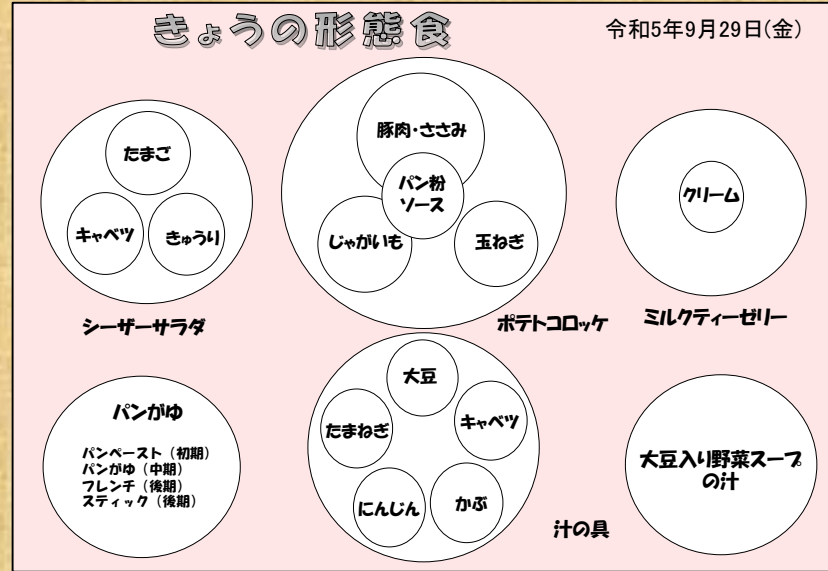 きょうの形態食
令和5年9月29日(金)
たまご
キャベツ
きゅうり
シーザーサラダ
豚肉・ささみ
パン粉
ソース
じゃがいも
玉ねぎ
ポテトコロッケ
クリーム
ミルクティーゼリー
パンがゆ
パンペースト（初期）
パンがゆ（中期）
フレンチ（後期）
スティック（後期）
大豆
たまねぎ
キャベツ
にんじん
かぶ
汁の具
大豆入り野菜スープ
の汁